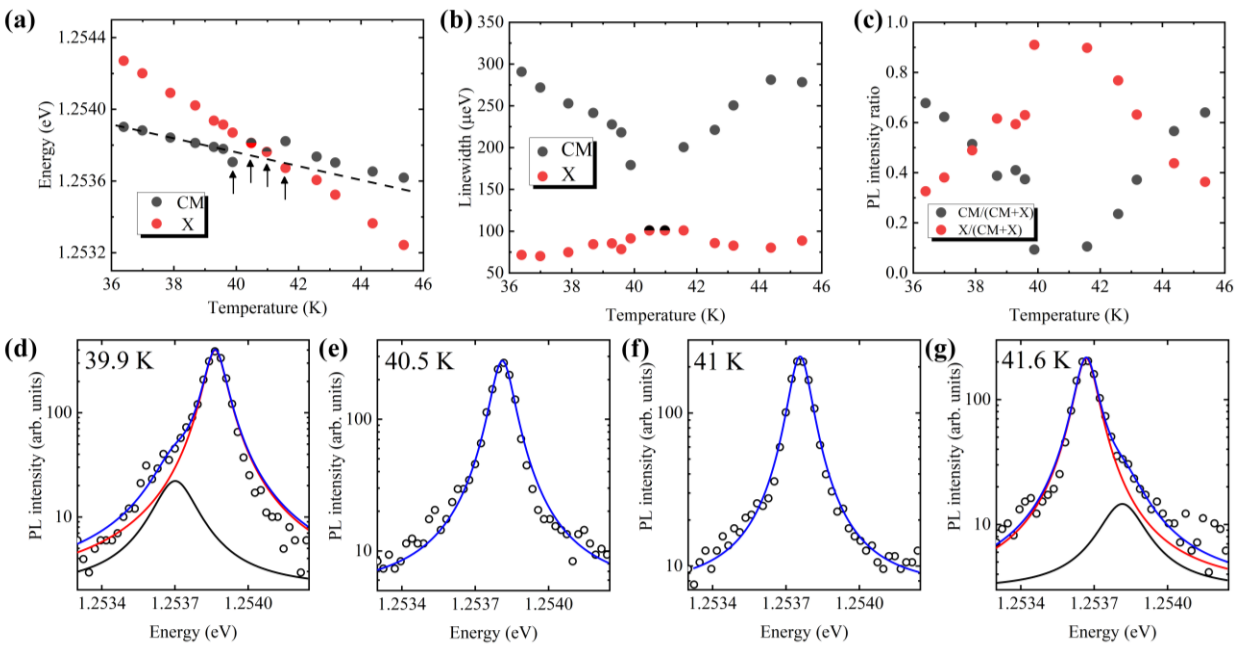 (a)
Energy (eV)
1.2544
1.2540
1.2536
1.2532
CM
X
36 38 40 42 44 46
Temperature (K)
(b)
Linewidth (µeV)
350
300
250
200
150
100
50
CM
X
36 38 40 42 44 46
Temperature (K)
(c)
PL intensity ratio
1.0
0.8
0.6
0.4
0.2
0.0
CM/(CM+X)
X/(CM+X)
36 38 40 42 44 46
Temperature (K)
(d)
39.9 K
PL intensity (arb. units)
100
10
1.2534 1.2537 1.2540
Energy (eV)
(e)
40.5 K
PL intensity (arb. units)
100
10
1.2534 1.2537 1.2540
Energy (eV)
(f)
41 K
PL intensity (arb. units)
100
10
1.2534 1.2537 1.2540
Energy (eV)
(g)
41.6 K
PL intensity (arb. units)
100
10
1.2534 1.2537 1.2540
Energy (eV)